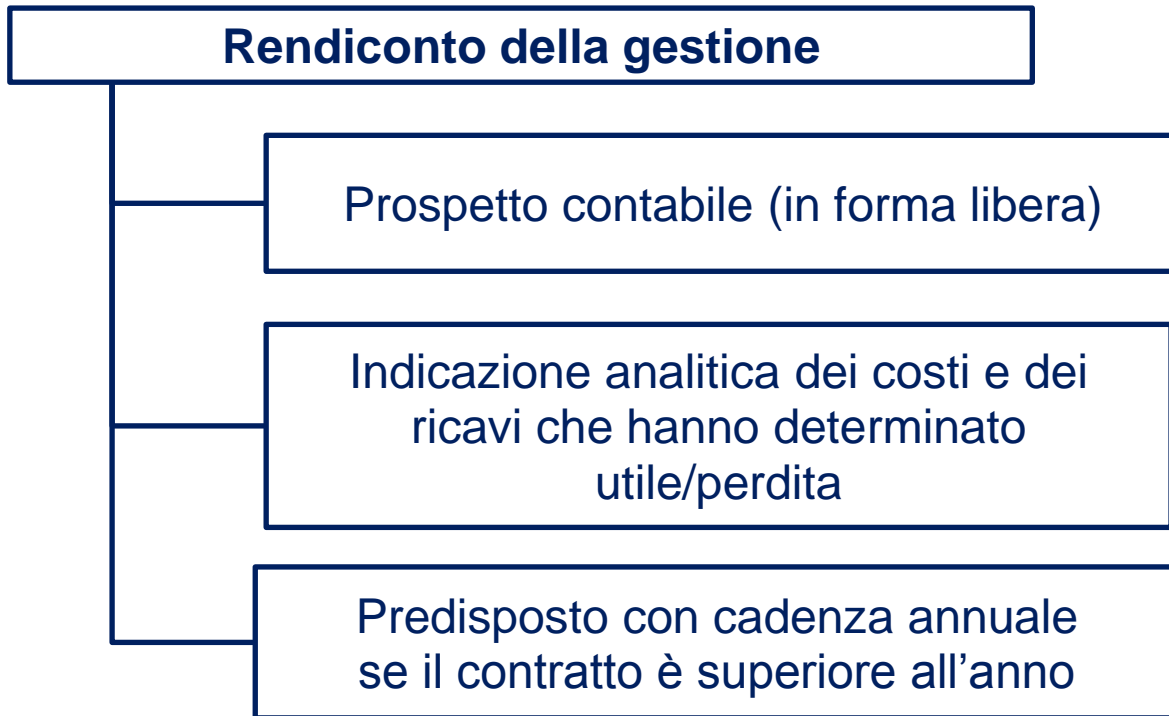 Rendiconto della gestione
Prospetto contabile (in forma libera)
Indicazione analitica dei costi e dei
ricavi che hanno determinato
utile/perdita
Predisposto con cadenza annuale
se il contratto è superiore all’anno